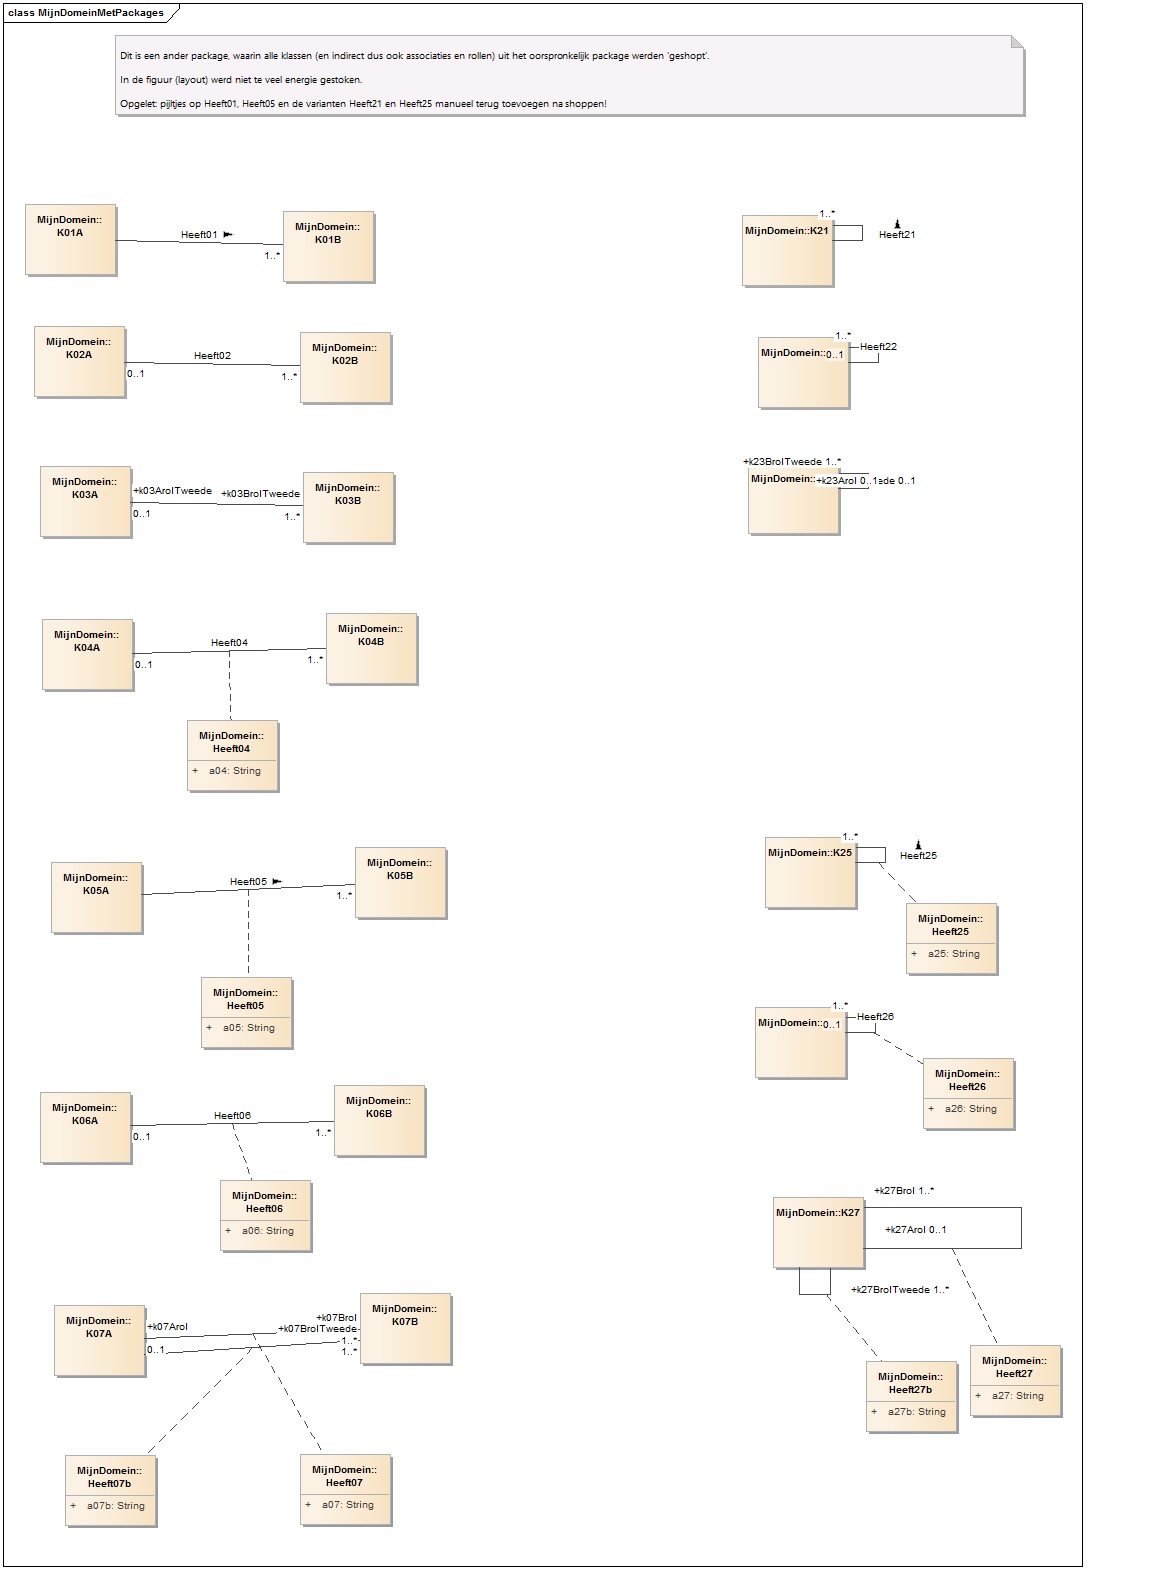 class MijnDomeinMetPackages
Dit is een ander package, waarin alle klassen (en indirect dus ook associaties en rollen) uit het oorspronkelijk package werden 'geshopt'.
In de figuur (layout) werd niet te veel energie gestoken.
Opgelet: pijltjes op Heeft01, Heeft05 en de varianten Heeft21 en Heeft25 manueel terug toevoegen na shoppen!
MijnDomein::
K01A
Heeft01
1..*
MijnDomein::
K01B
MijnDomein::K21
1..*
Heeft21
MijnDomein::
K02A
0..1
Heeft02
1..*
MijnDomein::
K02B
MijnDomein::
1..*
0..1
Heeft22
MijnDomein::
K03A
+k03ArolTweede
0..1
+k03BrolTweede
1..*
MijnDomein::
K03B
+k23BrolTweede 1..*
MijnDomein::
+k23Arol 0..1
ede 0..1
MijnDomein::
K04A
0..1
Heeft04
1..*
MijnDomein::
K04B
MijnDomein::
Heeft04
+ a04: String
MijnDomein::
K05A
Heeft05
1..*
MijnDomein::
K05B
MijnDomein::
Heeft05
+ a05: String
MijnDomein::K25
1..*
Heeft25
MijnDomein::
Heeft25
+ a25: String
MijnDomein::
1..*
0..1
Heeft26
MijnDomein::
Heeft26
+ a26: String
MijnDomein::
K06A
0..1
Heeft06
1..*
MijnDomein::
K06B
MijnDomein::
Heeft06
+ a06: String
MijnDomein::K27
+k27Brol 1..*
+k27Arol 0..1
+k27BrolTweede 1..*
MijnDomein::
Heeft27b
+ a27b: String
MijnDomein::
Heeft27
+ a27: String
MijnDomein::
K07A
+k07Arol
0..1
+k07Brol
+k07BrolTweede
1..*
1..*
MijnDomein::
K07B
MijnDomein::
Heeft07b
+ a07b: String
MijnDomein::
Heeft07
+ a07: String